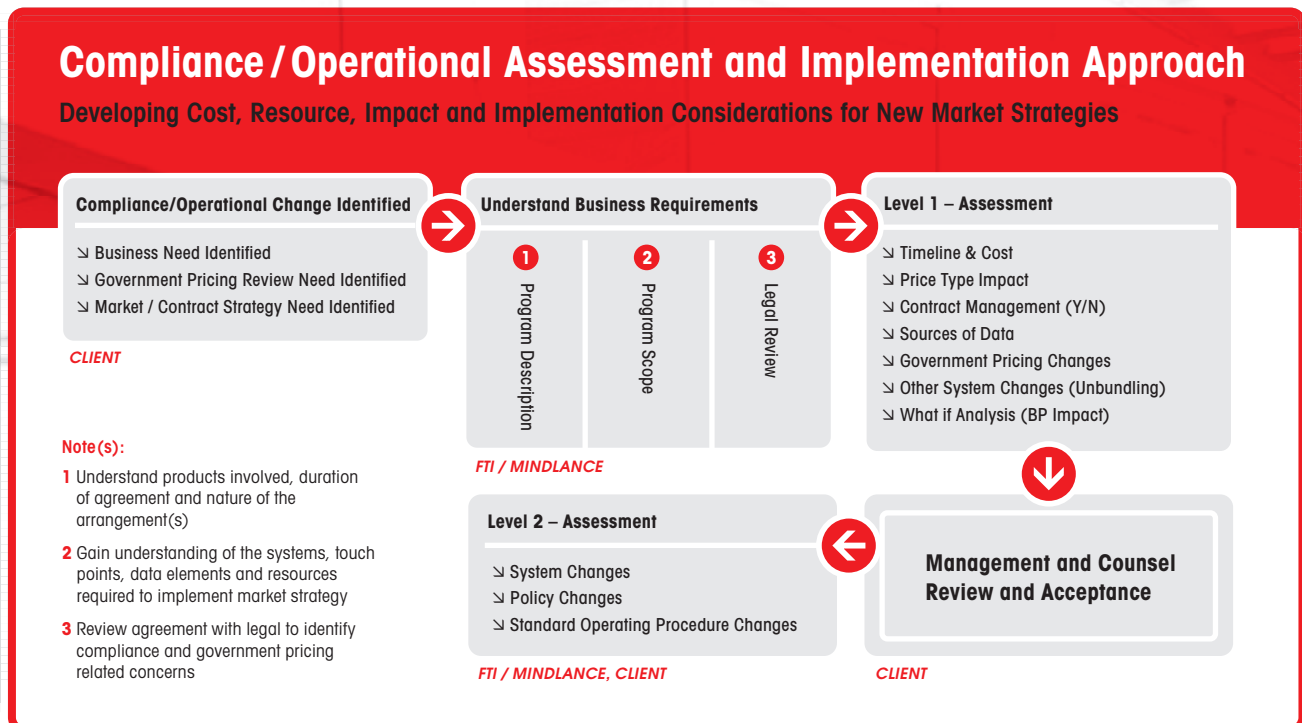 Compliance / Operational Assessment and Implementation Approach
Developing Cost, Resource, Impact and Implementation Considerations for New Market Strategies
Compliance/Operational Change Identified
↘ Business Need Identified
↘ Government Pricing Review Need Identified
↘ Market / Contract Strategy Need Identified
CLIENT
Understand Business Requirements
1
Program Description
2
Program Scope
3
Legal Review
FTI / MINDLANCE
Level 1 – Assessment
↘ Timeline & Cost
↘ Price Type Impact
↘ Contract Management (Y/N)
↘ Sources of Data
↘ Government Pricing Changes
↘ Other System Changes (Unbundling)
↘ What if Analysis (BP Impact)
Management and Counsel
Review and Acceptance
CLIENT
Level 2 – Assessment
↘ System Changes
↘ Policy Changes
↘ Standard Operating Procedure Changes
FTI / MINDLANCE, CLIENT
Note(s):
1 Understand products involved, duration
of agreement and nature of the
arrangement(s)
2 Gain understanding of the systems, touch
points, data elements and resources
required to implement market strategy
3 Review agreement with legal to identify
compliance and government pricing
related concerns